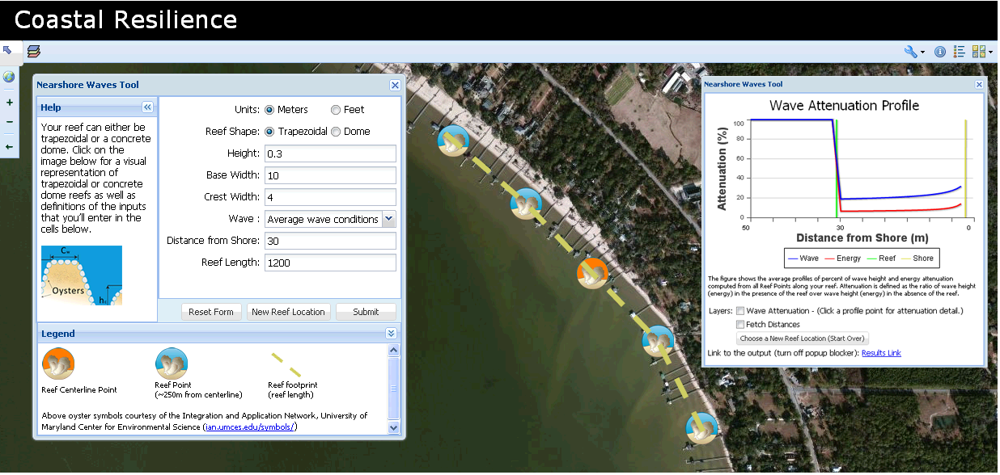 Coastal Resilience
Nearshore Waves Tool
Help
Your reef can either be
trapezoidal or a concrete
dome. Click on the
image below for a visual
representation of
trapezoidal or concrete
dome reefs as well as
definitions of the inputs
that you'll enter in the
cells below.
Cw
Oysters
h
Units: Meters Feet
Reef Shape: Trapezoidal Dome
Height: 0.3
Base Width: 10
Crest Width: 4
Wave : Average wave conditions
Distance from Shore: 30
Reef Length: 1200
Reset Form New Reef Location Submit
Legend
Reef Centerline Point
Reef Point
(~250m from centerline)
Reef footprint
(reef length)
Above oyster symbols courtesy of the Integration and Application Network, University of
Maryland Center for Environmental Science (ian.umces.edu/symbols/)
Nearshore Waves Tool
Wave Attenuation Profile
Attenuation (%)
100
80
60
40
20
0
50 30 0
Distance from Shore (m)
Wave Energy Reef Shore
The figure shows the average profiles of percent of wave height and energy attenuation
computed from all Reef Points along your reef. Attenuation is defined as the ratio of wave height
(energy) in the presence of the reef over wave height (energy) in the absence of the reef.
Layers: Wave Attenuation - (Click a profile point for attenuation detail.)
Fetch Distances
Choose a New Reef Location (Start Over)
Link to the output (turn off popup blocker): Results Link